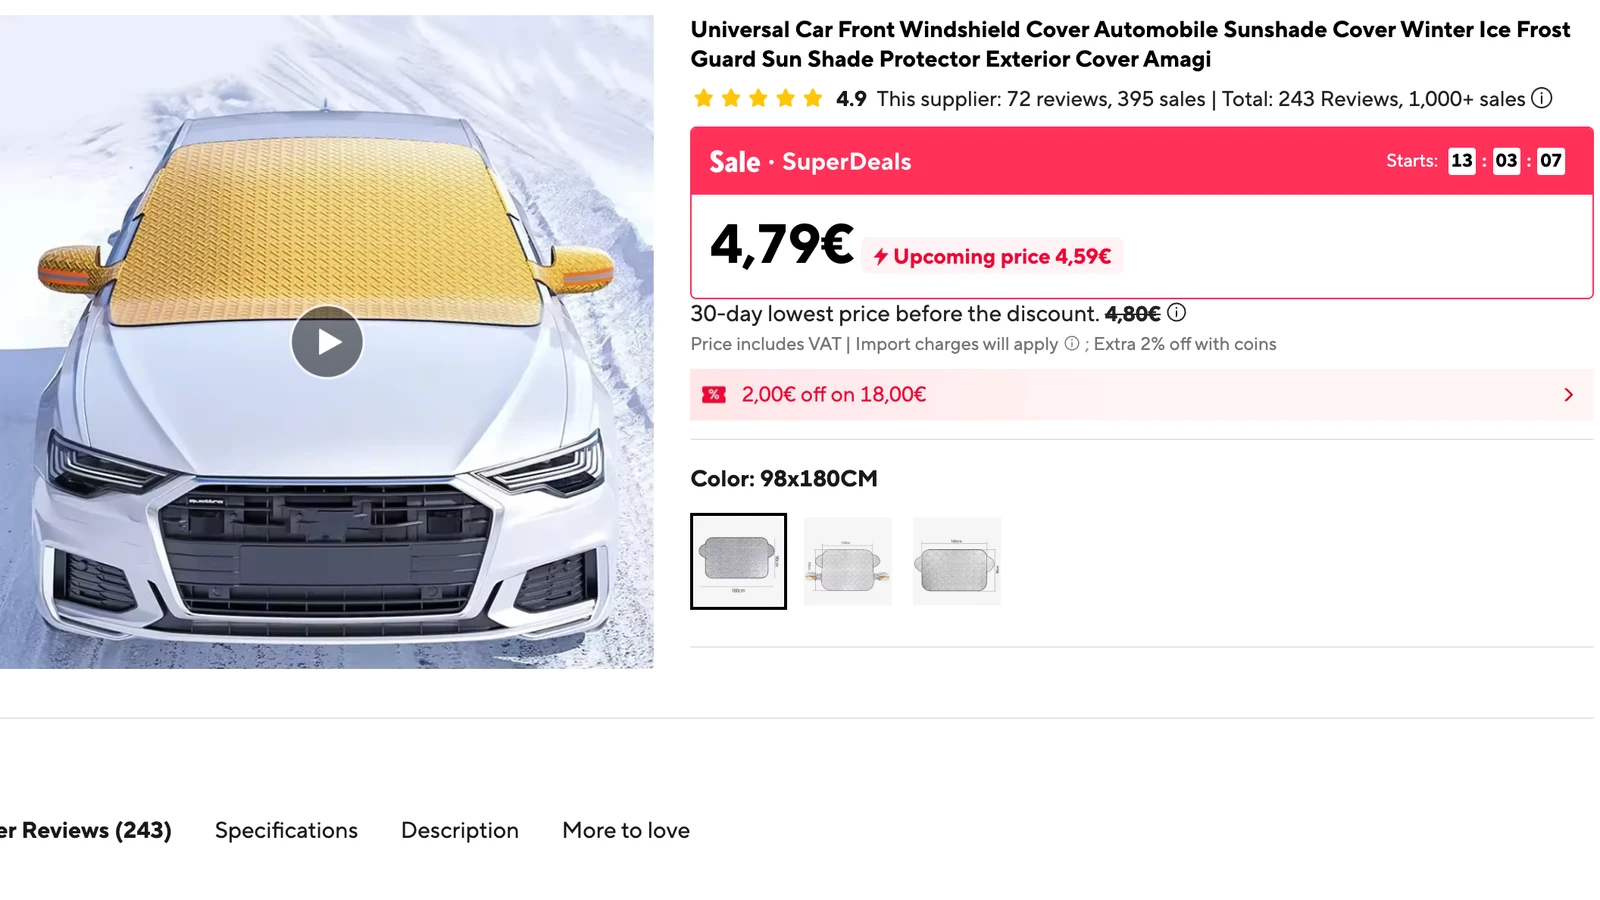 Universal Car Front Windshield Cover Automobile Sunshade Cover Winter Ice Frost
Guard Sun Shade Protector Exterior Cover Amagi
4.9 This supplier: 72 reviews, 395 sales | Total: 243 Reviews, 1,000+ sales
Sale · SuperDeals
Starts: 13 : 03 : 07
4,79€ Upcoming price 4,59€
30-day lowest price before the discount. 4,80€
Price includes VAT | Import charges will apply ; Extra 2% off with coins
2,00€ off on 18,00€
Color: 98x180CM
quattro
180cm
er Reviews (243)
Specifications
Description
More to love